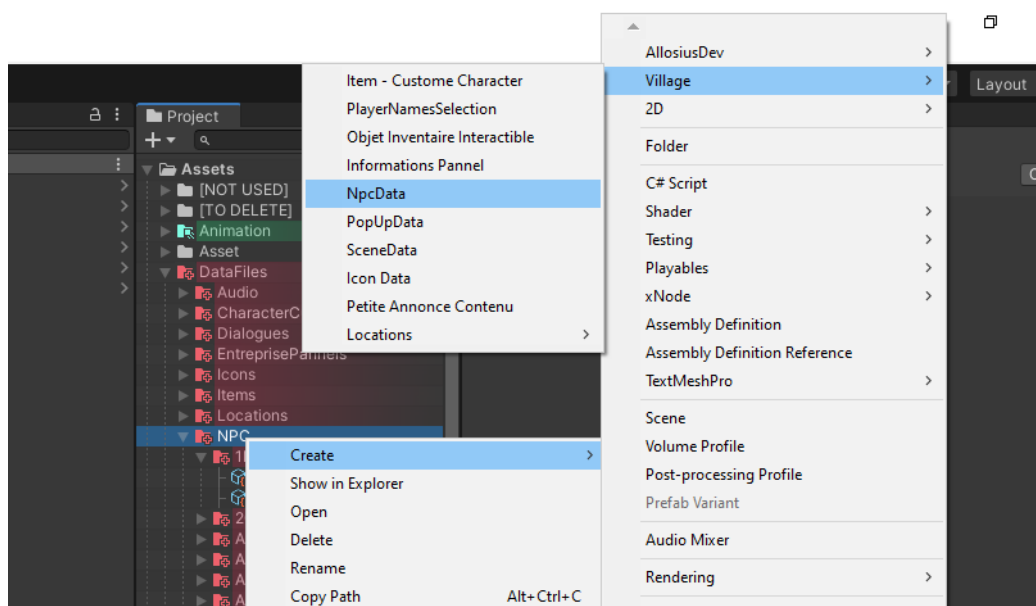 Layout
Project
Assets
[NOT USED]
[TO DELETE]
Animation
Asset
DataFiles
Audio
CharacterC
Dialogues
EntreprisePannels
Icons
Items
Locations
NPC
Item - Custome Character
PlayerNamesSelection
Objet Inventaire Interactible
Informations Pannel
NpcData
PopUpData
SceneData
Icon Data
Petite Annonce Contenu
Locations
Create
Show in Explorer
Open
Delete
Rename
Copy Path Alt+Ctrl+C
AllosiusDev
Village
2D
Folder
C# Script
Shader
Testing
Playables
xNode
Assembly Definition
Assembly Definition Reference
TextMeshPro
Scene
Volume Profile
Post-processing Profile
Prefab Variant
Audio Mixer
Rendering